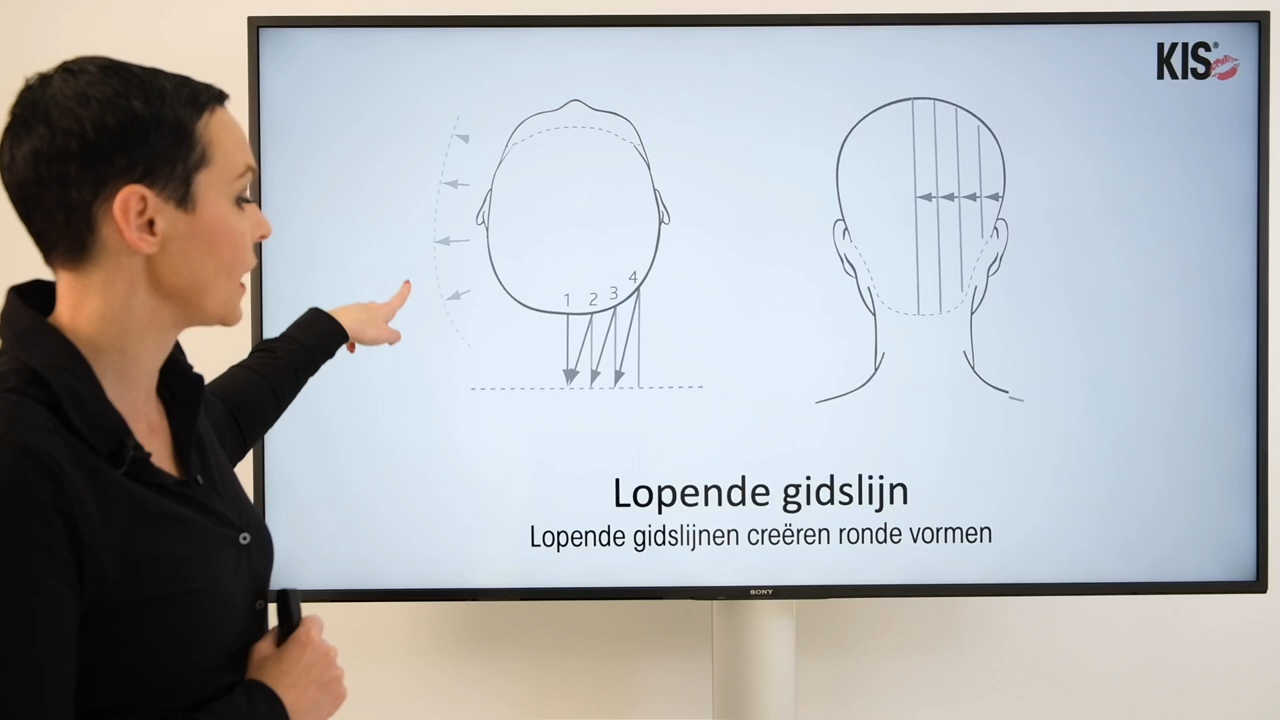 KIS®
1 2 3 4
Lopende gidslijn
Lopende gidslijnen creëren ronde vormen
SONY